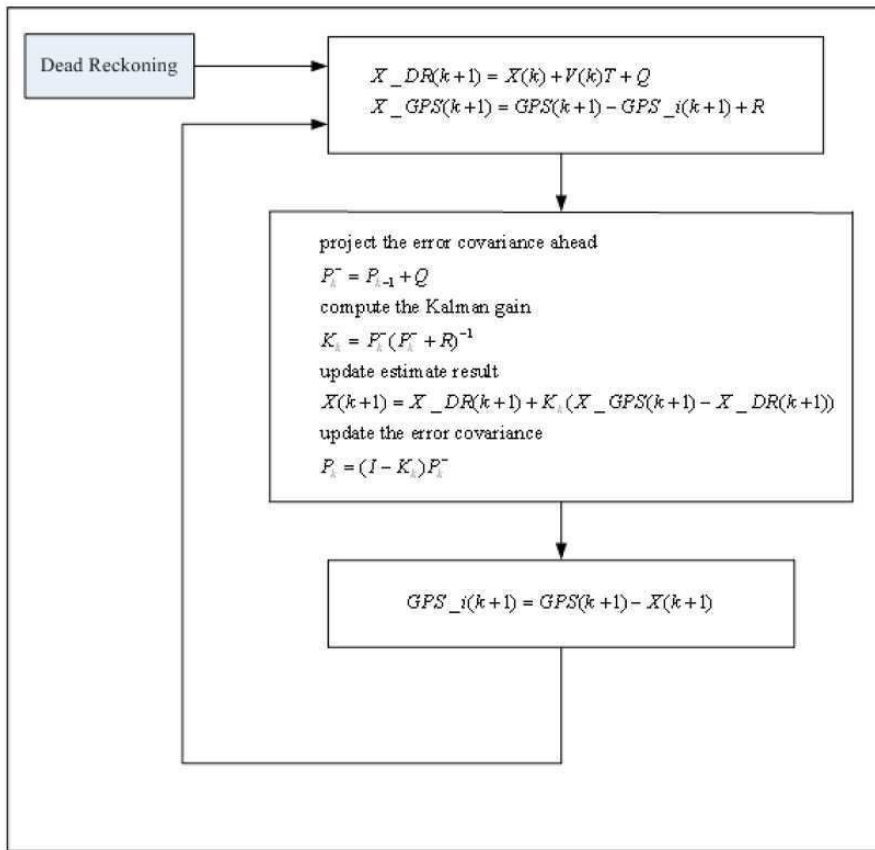 Dead Reckoning
X_DR(k+1) = X(k) + V(k)T + Q
X_GPS(k+1) = GPS(k+1) − GPS_i(k+1) + R
project the error covariance ahead
P_k^- = P_{k-1} + Q
compute the Kalman gain
K_k = P_k^-(P_k^- + R)^{-1}
update estimate result
X(k+1) = X_DR(k+1) + K_k(X_GPS(k+1) − X_DR(k+1))
update the error covariance
P_k = (I − K_k)P_k^-
GPS_i(k+1) = GPS(k+1) − X(k+1)